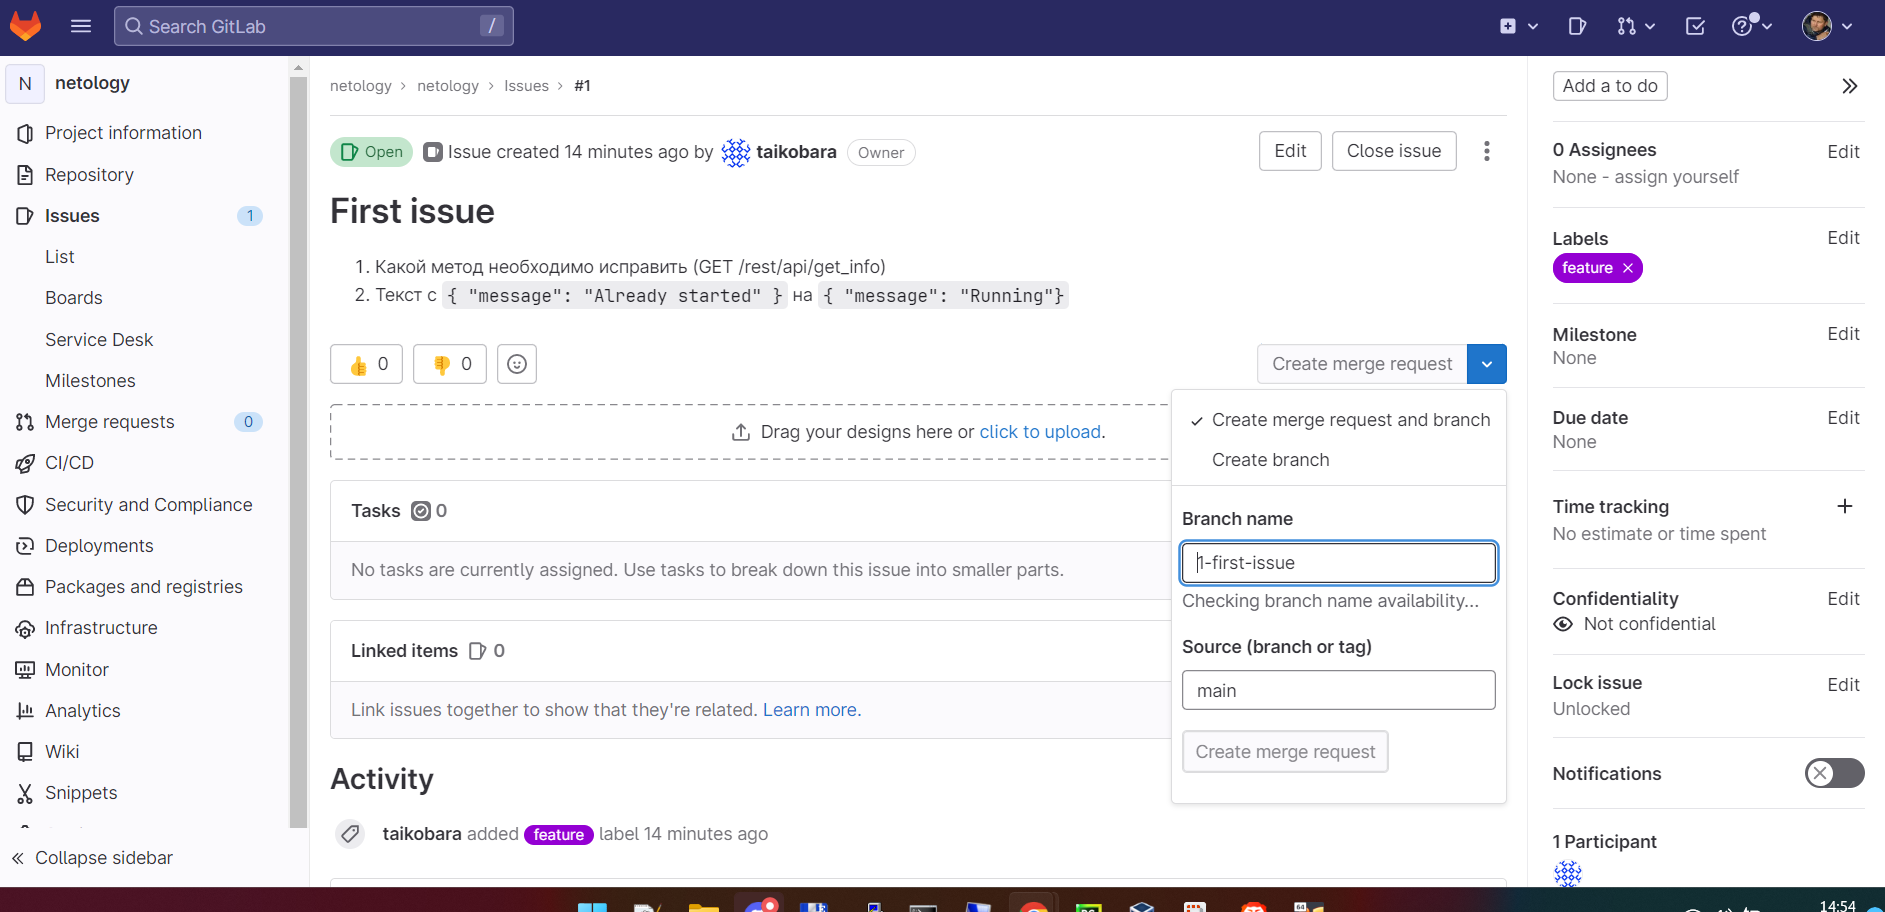 Search GitLab /
N netology
Project information
Repository
Issues 1
List
Boards
Service Desk
Milestones
Merge requests 0
CI/CD
Security and Compliance
Deployments
Packages and registries
Infrastructure
Monitor
Analytics
Wiki
Snippets
« Collapse sidebar
netology > netology > Issues > #1
Open Issue created 14 minutes ago by taikobara Owner
Edit Close issue
First issue
1. Какой метод необходимо исправить (GET /rest/api/get_info)
2. Текст с { "message": "Already started" } на { "message": "Running"}
👍 0 👎 0
Create merge request
✓ Create merge request and branch
Create branch
Branch name
1-first-issue
Checking branch name availability...
Source (branch or tag)
main
Create merge request
Drag your designs here or click to upload.
Tasks 0
No tasks are currently assigned. Use tasks to break down this issue into smaller parts.
Linked items 0
Link issues together to show that they're related. Learn more.
Activity
taikobara added feature label 14 minutes ago
Add a to do
0 Assignees Edit
None - assign yourself
Labels Edit
feature ×
Milestone Edit
None
Due date Edit
None
Time tracking +
No estimate or time spent
Confidentiality Edit
Not confidential
Lock issue Edit
Unlocked
Notifications
1 Participant
14:54